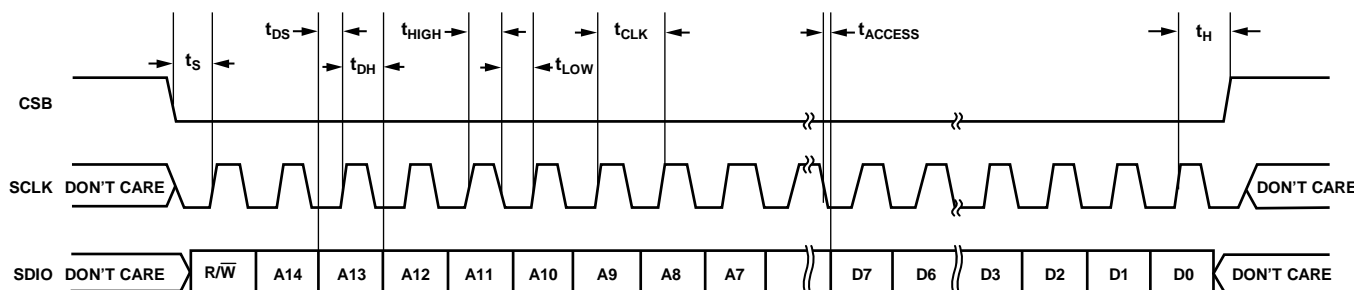 tDS tHIGH tCLK tACCESS tH
tS tDH tLOW
CSB
SCLK DON'T CARE DON'T CARE
SDIO DON'T CARE R/W̅ A14 A13 A12 A11 A10 A9 A8 A7 D7 D6 D3 D2 D1 D0 DON'T CARE